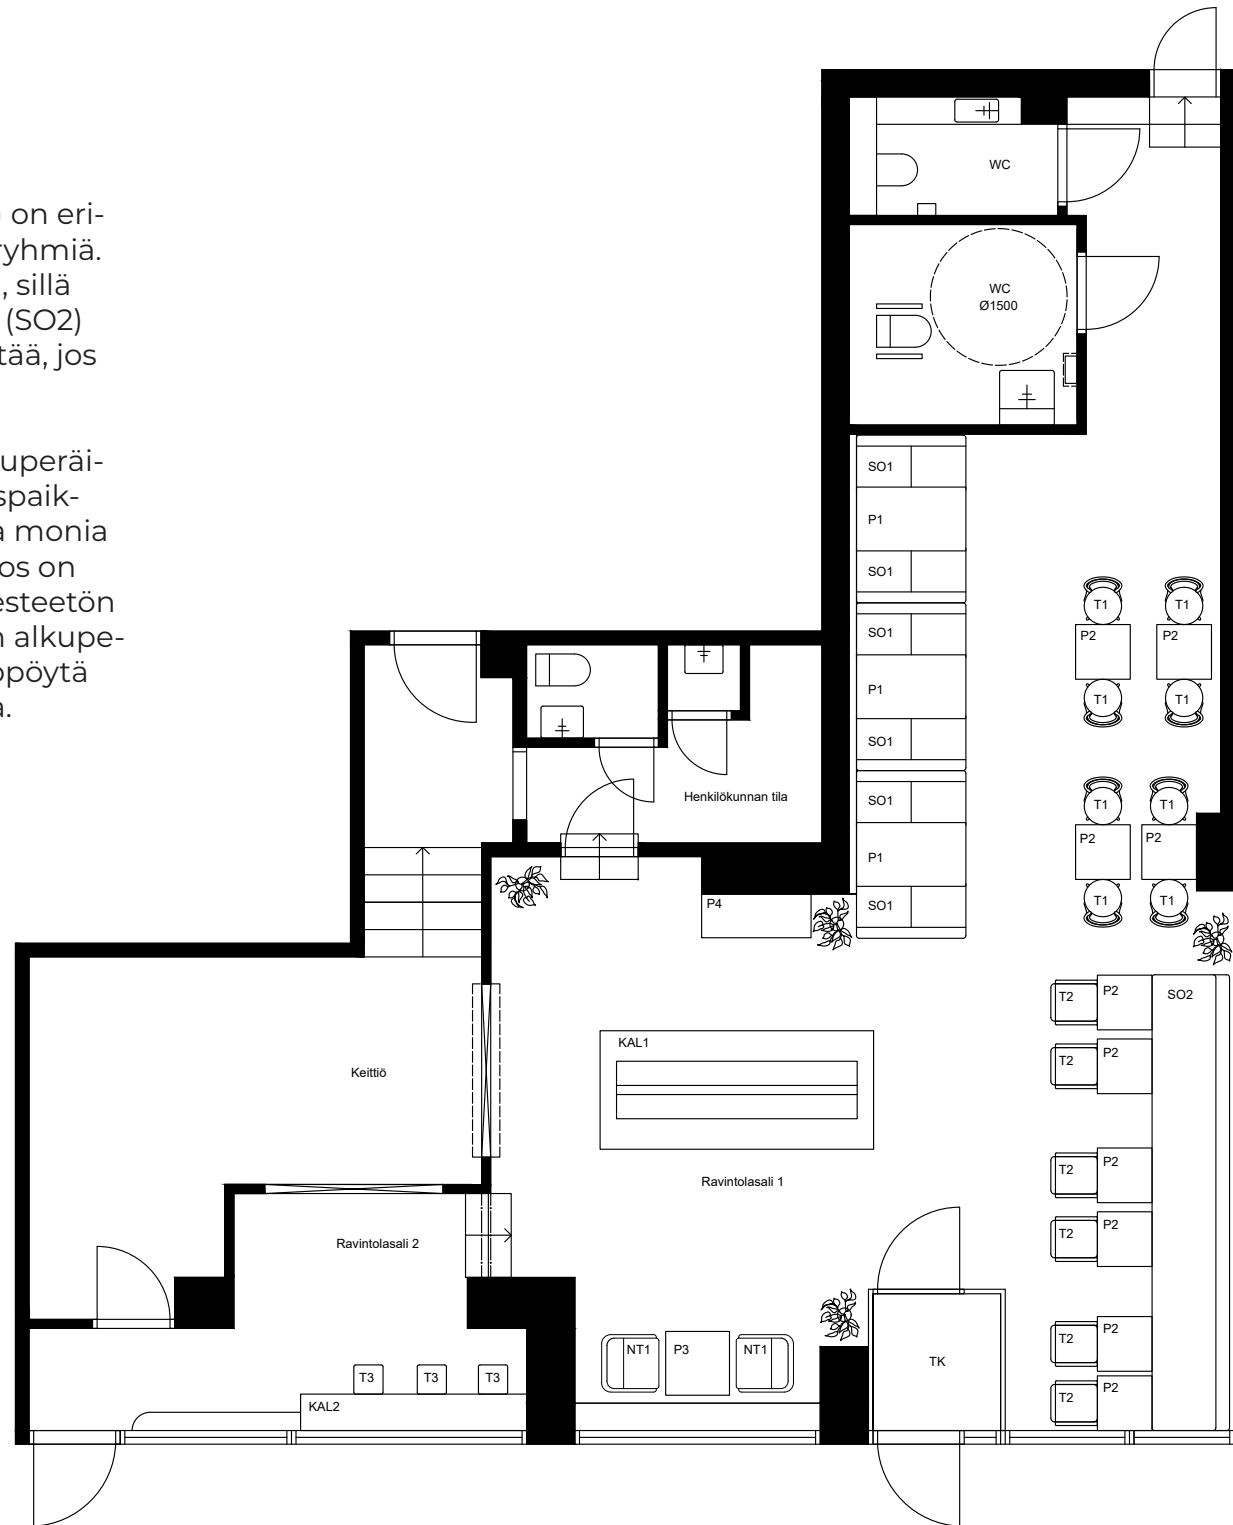 on eri-
ryhmiä.
, sillä
(SO2)
tää, jos
uperäi-
spaik-
a monia
os on
esteetön
n alkupe-
opöytä
a.
WC
WC
Ø1500
SO1
P1
SO1
SO1
P1
SO1
SO1
P1
SO1
T1
T1
P2
P2
T1
T1
T1
T1
P2
P2
T1
T1
Henkilökunnan tila
P4
T2
P2
SO2
T2
P2
KAL1
Keittiö
Ravintolasali 1
T2
P2
T2
P2
Ravintolasali 2
T2
P2
T2
P2
NT1
P3
NT1
TK
T3
T3
T3
KAL2